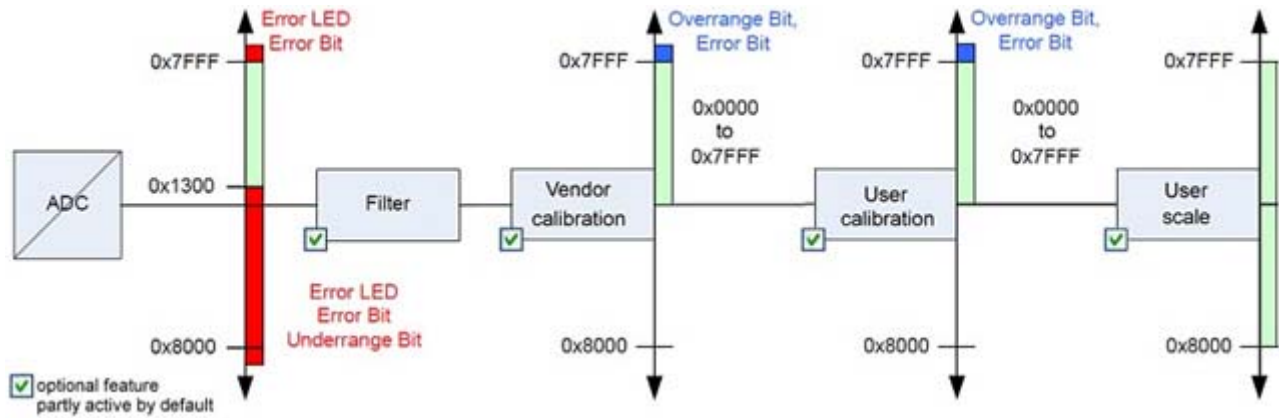 Error LED
Error Bit
0x7FFF
0x1300
0x8000
ADC
Error LED
Error Bit
Underrange Bit
Filter
Vendor
calibration
Overrange Bit,
Error Bit
0x7FFF
0x0000
to
0x7FFF
0x8000
User
calibration
Overrange Bit,
Error Bit
0x7FFF
0x0000
to
0x7FFF
0x8000
User
scale
0x7FFF
0x8000
optional feature
partly active by default